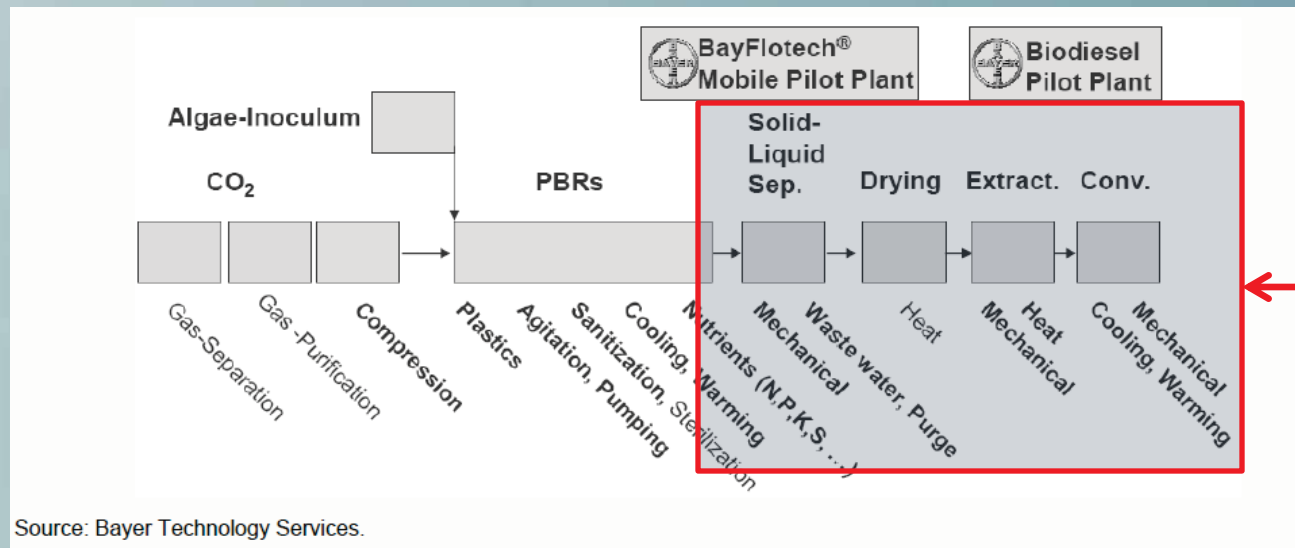 BayFlotech®
Mobile Pilot Plant
Biodiesel
Pilot Plant
Algae-Inoculum
CO₂
PBRs
Solid-
Liquid
Sep.
Drying
Extract.
Conv.
Gas-Separation
Gas -Purification
Compression
Plastics
Agitation, Pumping
Sanitization, Sterilization
Cooling, Warming
Nutrients (N,P,K,S, ...)
Mechanical
Waste water, Purge
Heat
Mechanical
Heat
Cooling, Warming
Mechanical
Source: Bayer Technology Services.